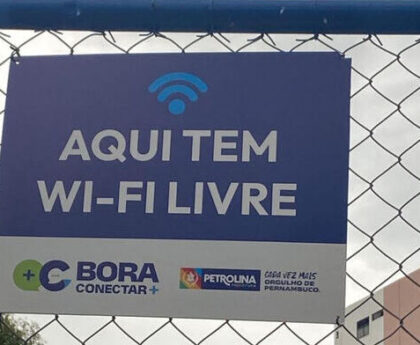 AQUI TEM
WI-FI LIVRE
BORA
CONECTAR+
PETROLINA
CADA VEZ MAIS
ORGULHO DE
PERNAMBUCO.